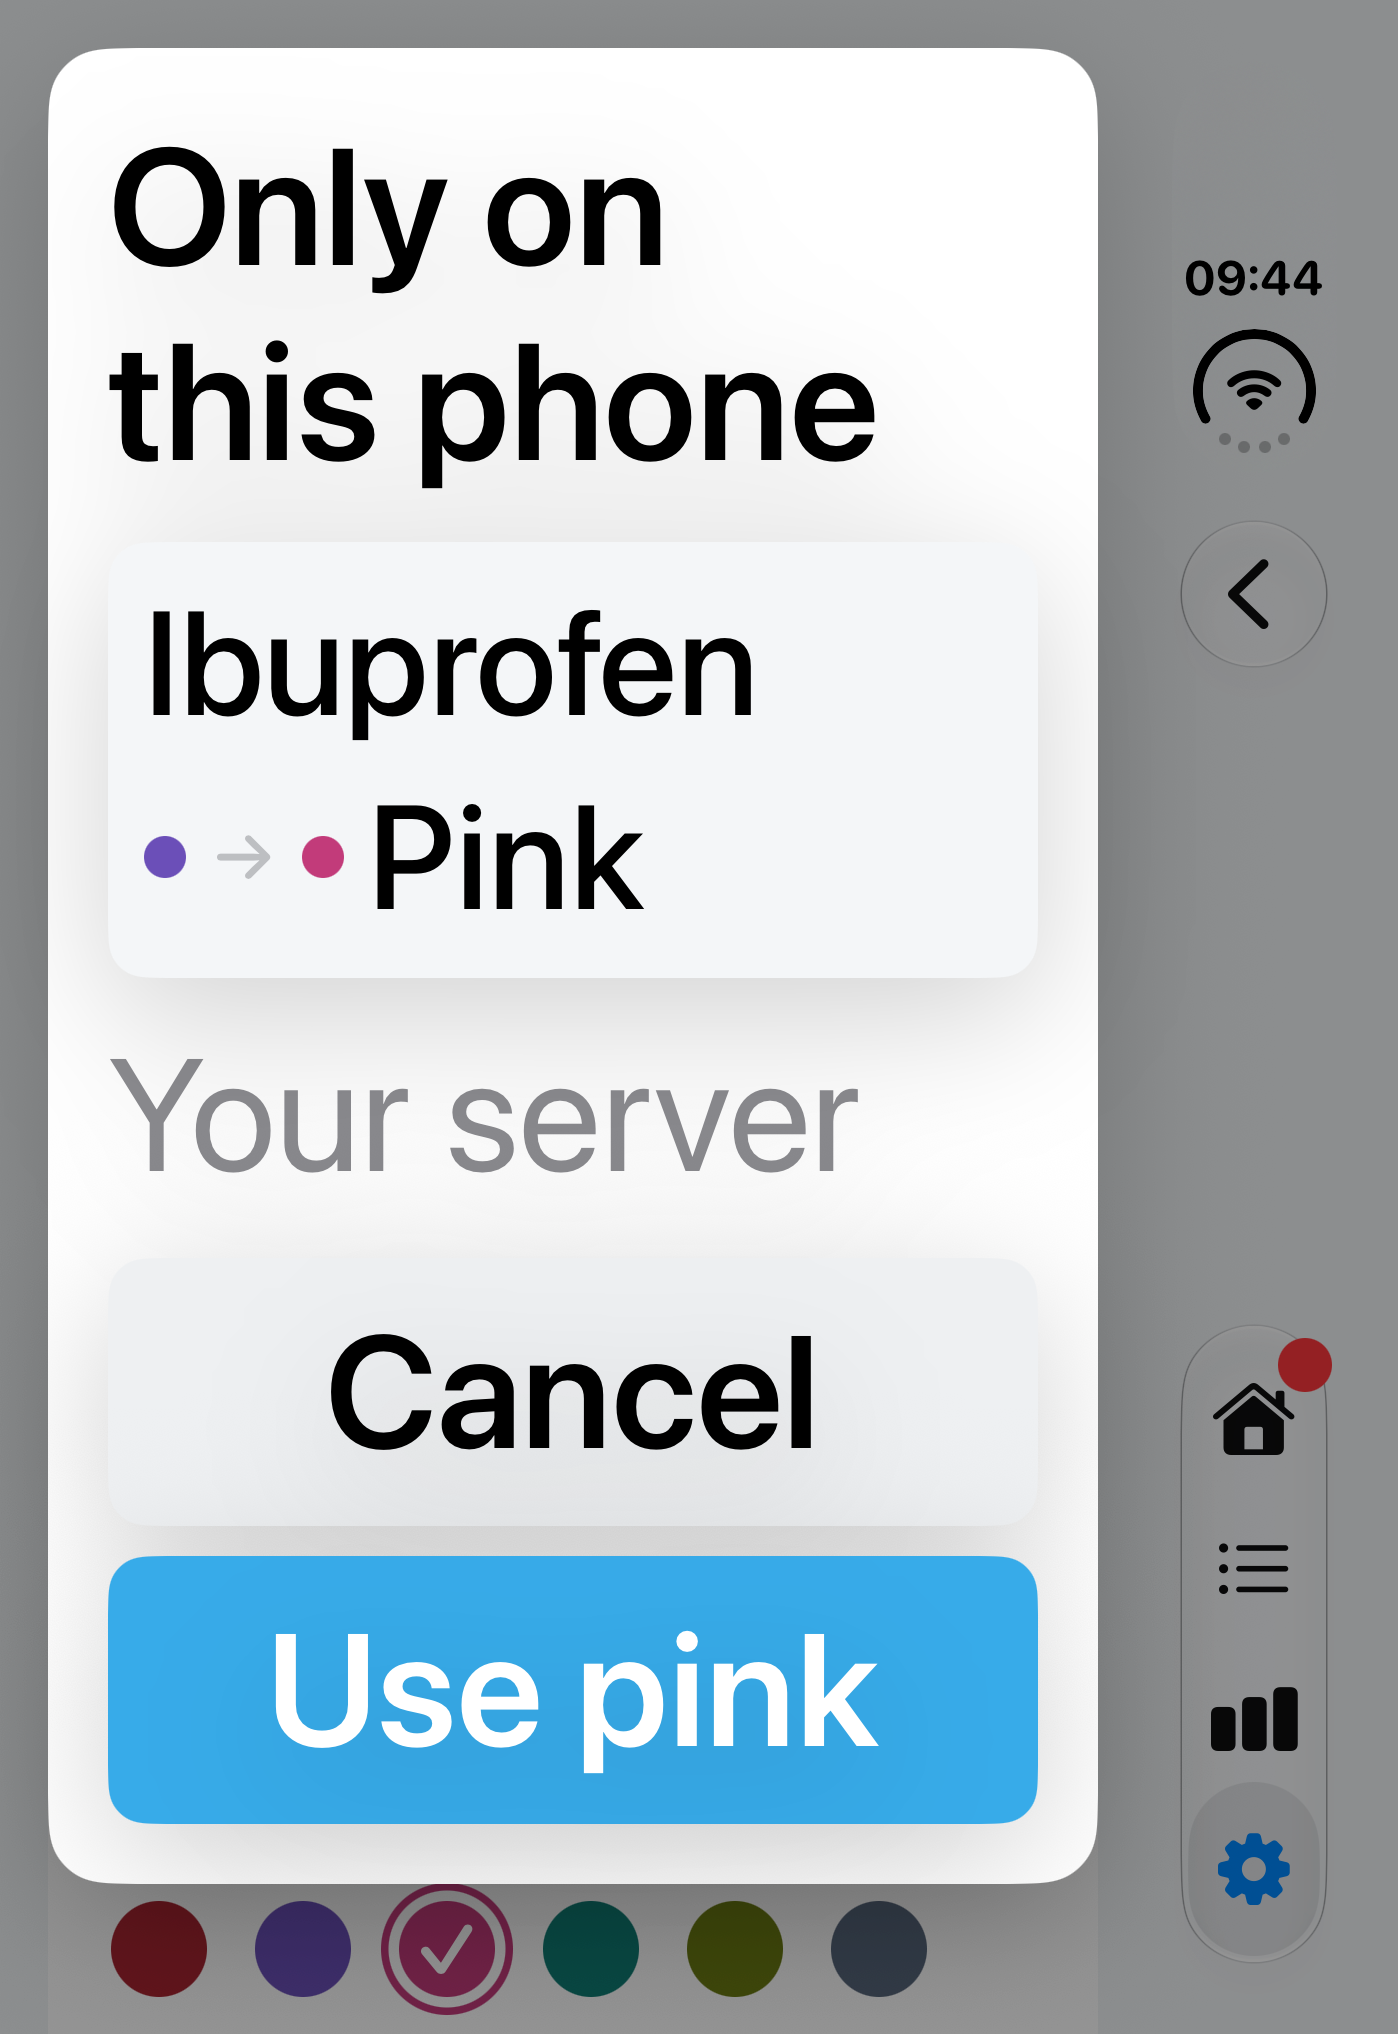 Only on
this phone
Ibuprofen
Pink
Your server
Cancel
Use pink
09:44